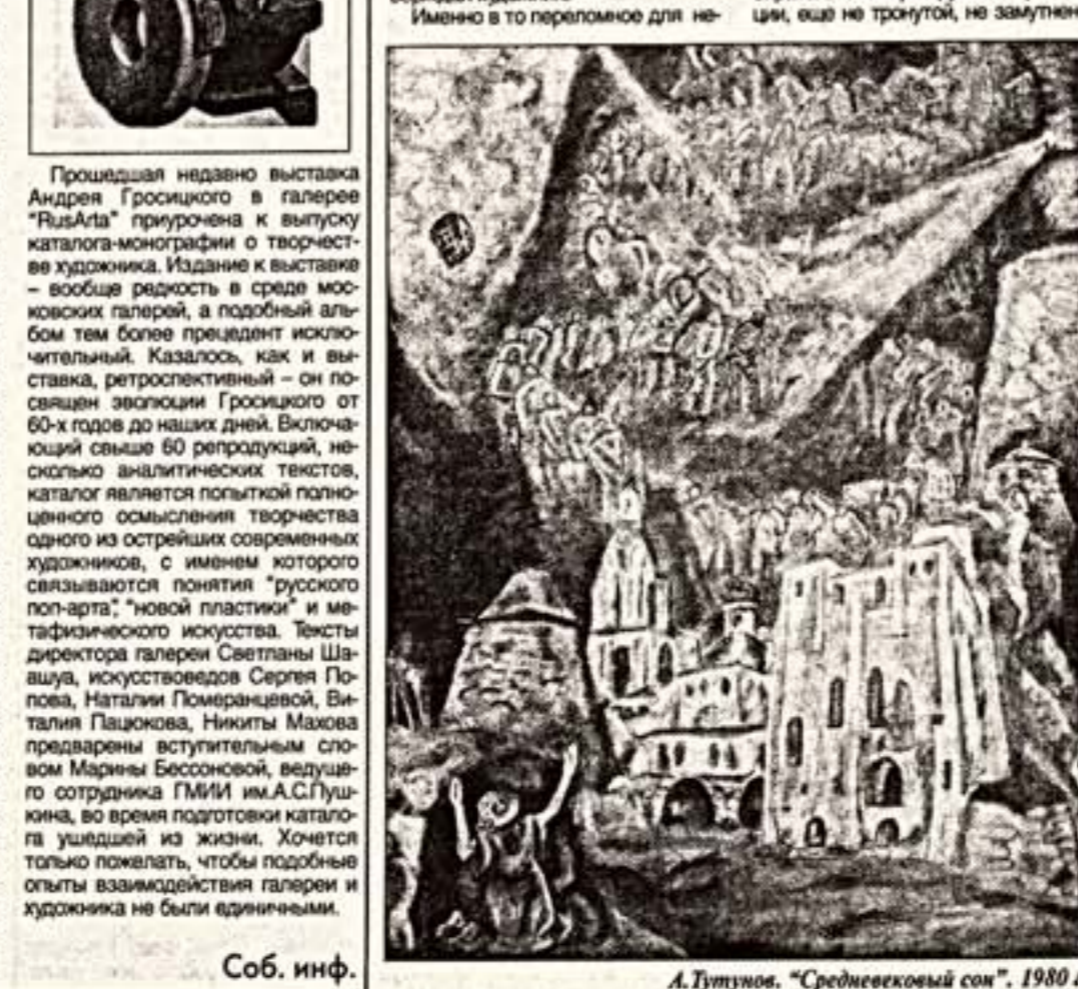 Именно в то переломное для не-
ции, еще не тронутой, не замутнен
Прошедшая недавно выставка
Андрея Гросицкого в галерее
"RusArta" приурочена к выпуску
каталога-монографии о творчест-
ве художника. Издание к выставке
– вообще редкость в среде мос-
ковских галерей, а подобный аль-
бом тем более прецедент исклю-
чительный. Казалось, как и вы-
ставка, ретроспективный – он по-
священ эволюции Гросицкого от
60-х годов до наших дней. Включа-
ющий свыше 60 репродукций, не-
сколько аналитических текстов,
каталог является попыткой полно-
ценного осмысления творчества
одного из острейших современных
художников, с именем которого
связываются понятия "русского
поп-арта", "новой пластики" и ме-
тафизического искусства. Тексты
директора галереи Светланы Ша-
ашуа, искусствоведов Сергея По-
пова, Наталии Померанцевой, Ви-
талия Пацюкова, Никиты Махова
предварены вступительным сло-
вом Марины Бессоновой, ведуще-
го сотрудника ГМИИ им.А.С.Пуш-
кина, во время подготовки катало-
га ушедшей из жизни. Хочется
только пожелать, чтобы подобные
опыты взаимодействия галереи и
художника не были единичными.
Соб. инф.
А.Тутунов. "Средневековый сон". 1980